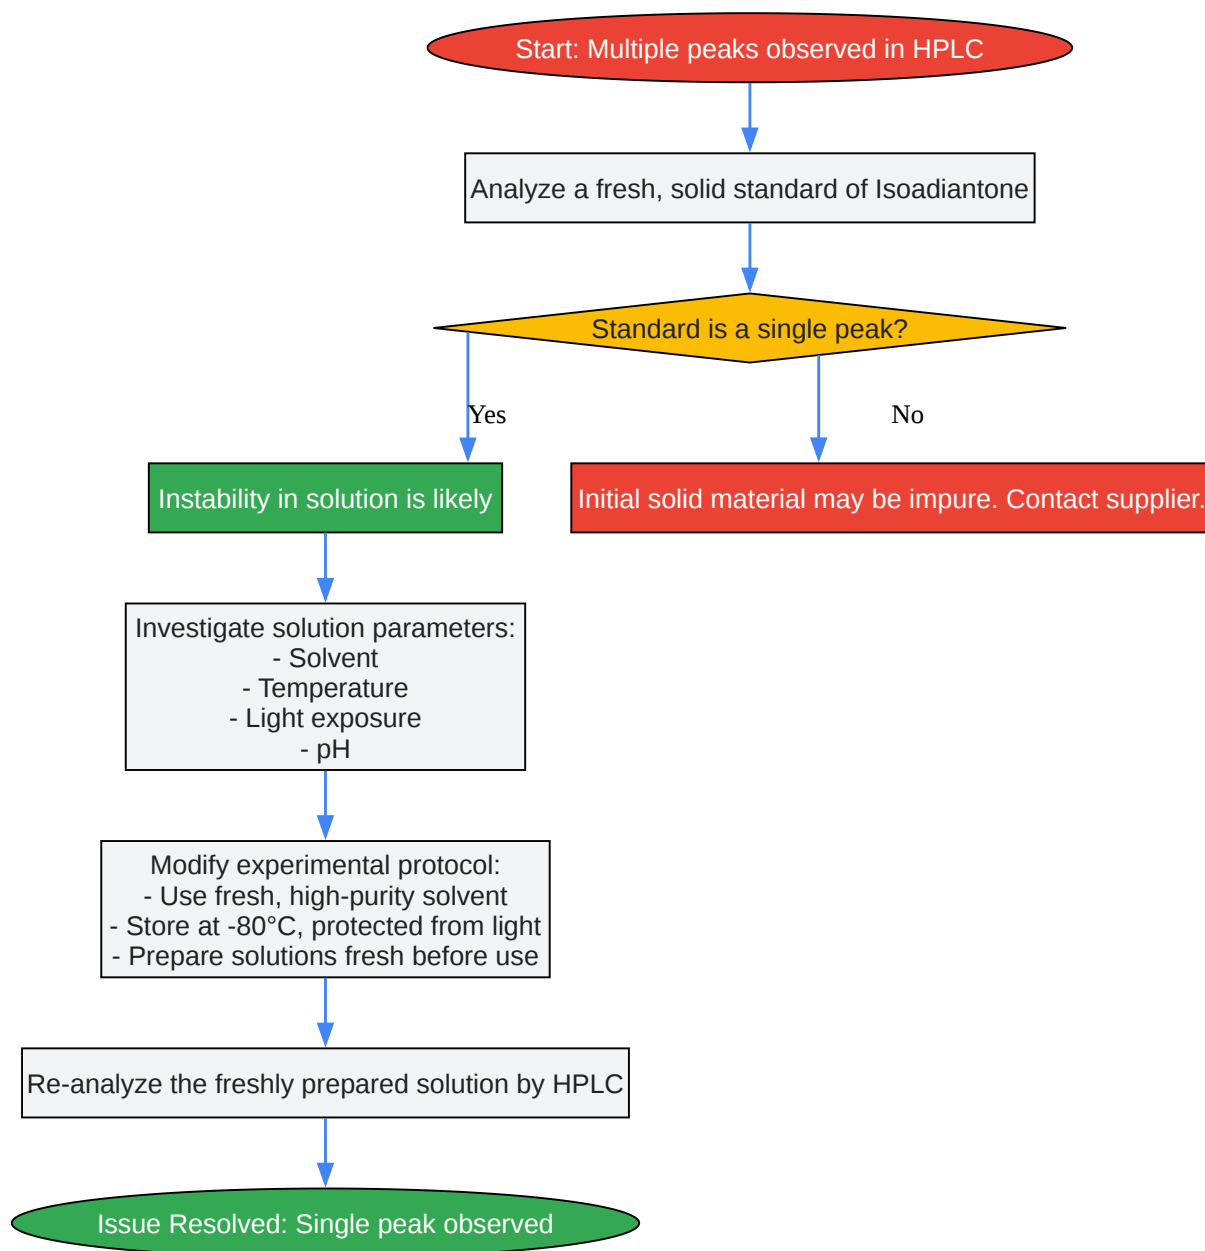 Start: Multiple peaks observed in HPLC
Analyze a fresh, solid standard of Isoadiantone
Standard is a single peak?
Yes
No
Instability in solution is likely
Initial solid material may be impure. Contact supplier.
Investigate solution parameters:
- Solvent
- Temperature
- Light exposure
- pH
Modify experimental protocol:
- Use fresh, high-purity solvent
- Store at -80°C, protected from light
- Prepare solutions fresh before use
Re-analyze the freshly prepared solution by HPLC
Issue Resolved: Single peak observed